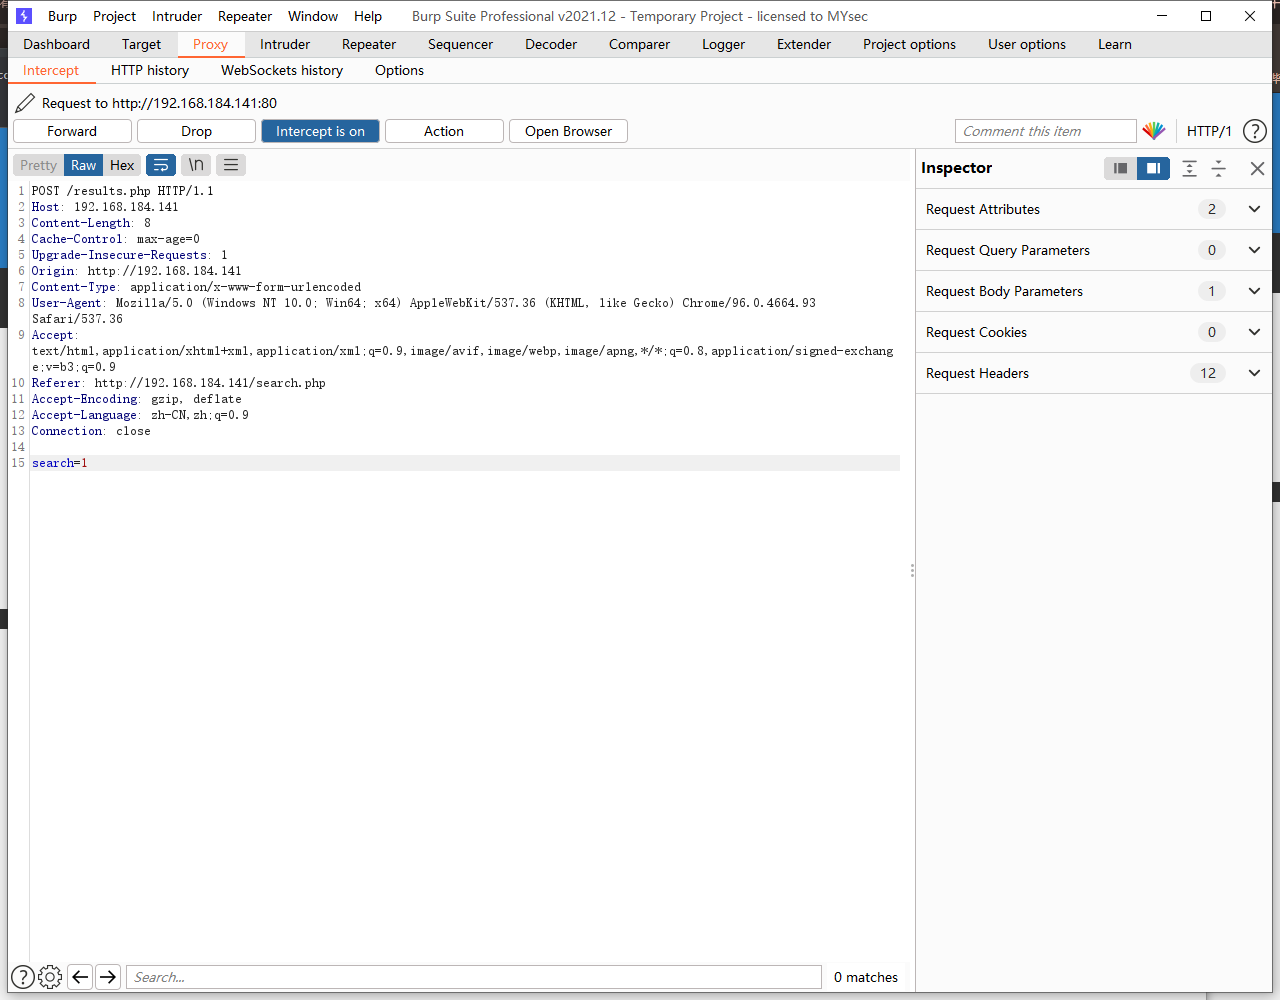 Burp Project Intruder Repeater Window Help Burp Suite Professional v2021.12 - Temporary Project - licensed to MYsec
Dashboard Target Proxy Intruder Repeater Sequencer Decoder Comparer Logger Extender Project options User options Learn
Intercept HTTP history WebSockets history Options
Request to http://192.168.184.141:80
Forward Drop Intercept is on Action Open Browser Comment this item HTTP/1 ?
Pretty Raw Hex \n
Inspector
1 POST /results.php HTTP/1.1
2 Host: 192.168.184.141
3 Content-Length: 8
4 Cache-Control: max-age=0
5 Upgrade-Insecure-Requests: 1
6 Origin: http://192.168.184.141
7 Content-Type: application/x-www-form-urlencoded
8 User-Agent: Mozilla/5.0 (Windows NT 10.0; Win64; x64) AppleWebKit/537.36 (KHTML, like Gecko) Chrome/96.0.4664.93
Safari/537.36
9 Accept:
text/html,application/xhtml+xml,application/xml;q=0.9,image/avif,image/webp,image/apng,*/*;q=0.8,application/signed-exchang
e;v=b3;q=0.9
10 Referer: http://192.168.184.141/search.php
11 Accept-Encoding: gzip, deflate
12 Accept-Language: zh-CN,zh;q=0.9
13 Connection: close
14
15 search=1
Request Attributes 2
Request Query Parameters 0
Request Body Parameters 1
Request Cookies 0
Request Headers 12
? Search... 0 matches